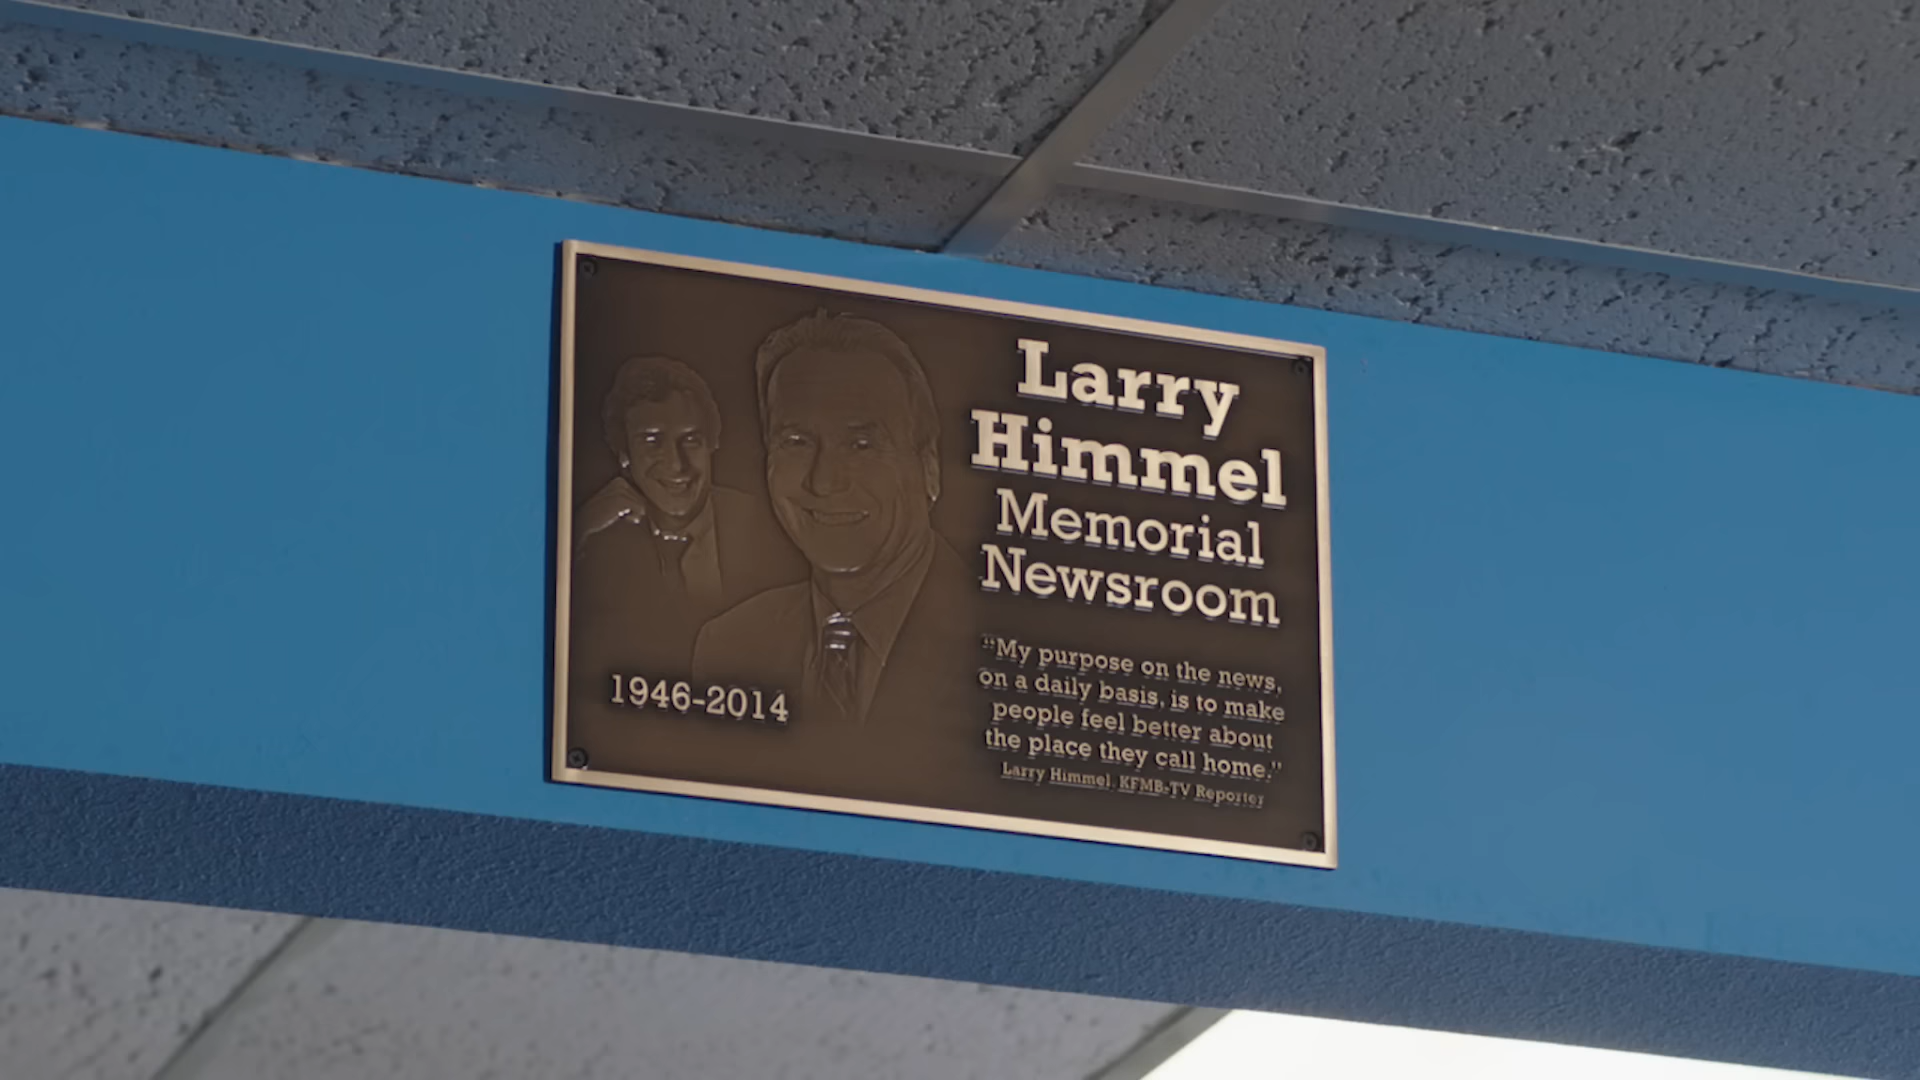 Larry
Himmel
Memorial
Newsroom
"My purpose on the news,
on a daily basis, is to make
people feel better about
the place they call home."
Larry Himmel, KFMB-TV Reporter
1946-2014